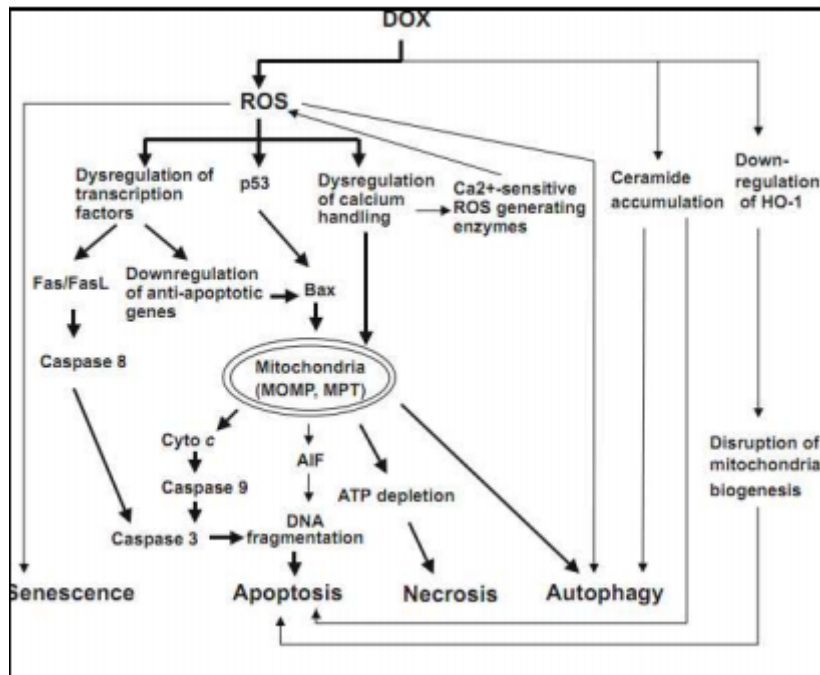 DOX
ROS
Dysregulation of
transcription
factors
p53
Dysregulation
of calcium
handling
Ca2+-sensitive
ROS generating
enzymes
Ceramide
accumulation
Down-
regulation
of HO-1
Fas/FasL
Downregulation
of anti-apoptotic
genes
Bax
Caspase 8
Mitochondria
(MOMP, MPT)
Cyto c
AIF
Disruption of
mitochondria
biogenesis
Caspase 9
ATP depletion
Caspase 3
DNA
fragmentation
Senescence
Apoptosis
Necrosis
Autophagy